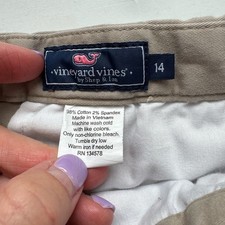 vineyard vines®
by Shep & Ian
14
98% Cotton 2% Spandex
Made in Vietnam
Machine wash cold
with like colors.
Only non-chlorine bleach.
Tumble dry low
Warm iron if needed
RN 134578